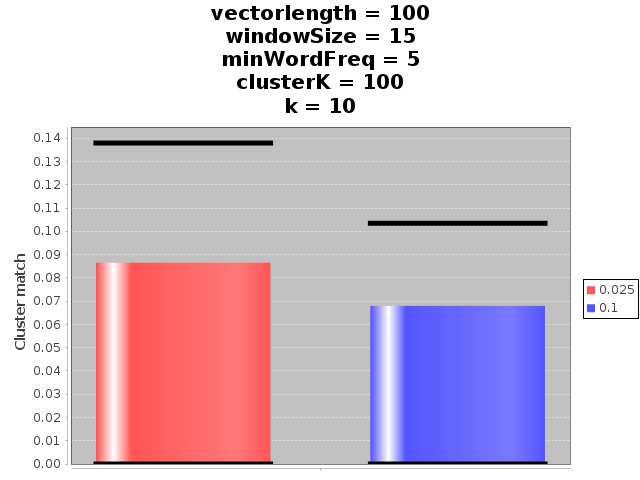 vectorlength = 100
windowSize = 15
minWordFreq = 5
clusterK = 100
k = 10
0.14
0.13
0.12
0.11
0.10
0.09
0.08
0.07
0.06
0.05
0.04
0.03
0.02
0.01
0.00
Cluster match
0.025
0.1